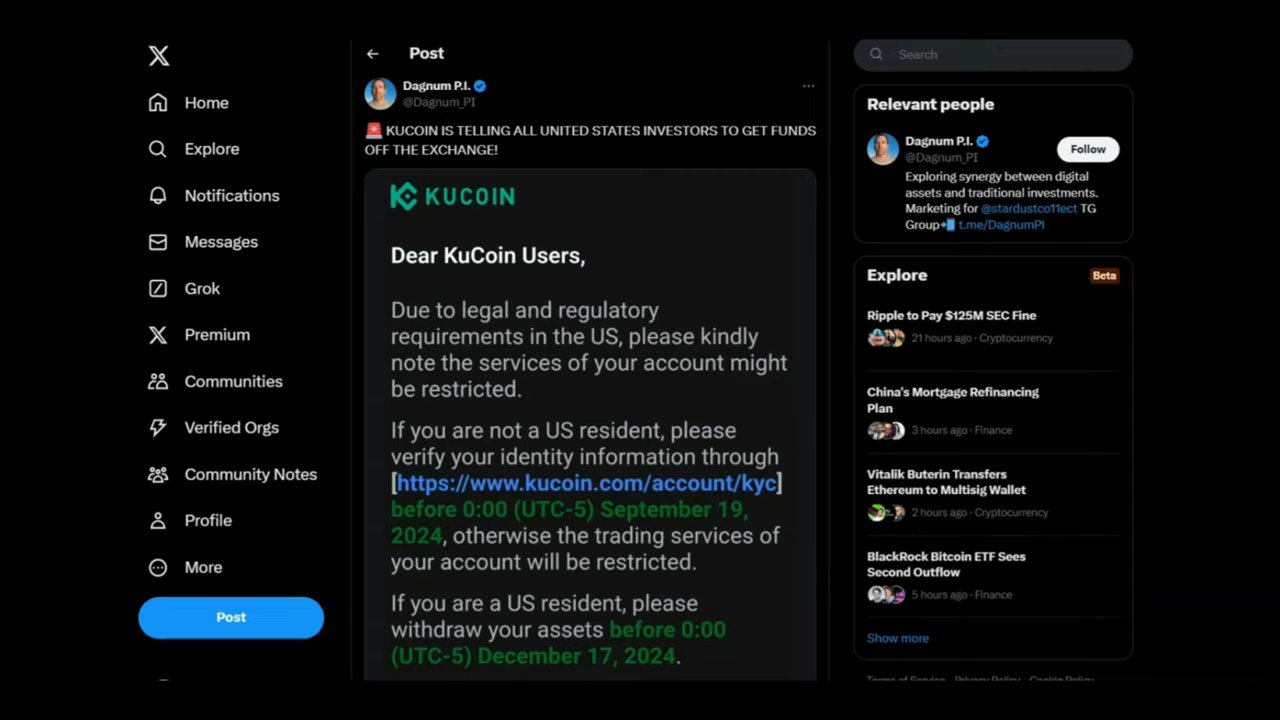 Home
Explore
Notifications
Messages
Grok
Premium
Communities
Verified Orgs
Community Notes
Profile
More
Post
Post
Dagnum P.I.
@Dagnum_PI
KUCOIN IS TELLING ALL UNITED STATES INVESTORS TO GET FUNDS
OFF THE EXCHANGE!
KUCOIN
Dear KuCoin Users,
Due to legal and regulatory
requirements in the US, please kindly
note the services of your account might
be restricted.
If you are not a US resident, please
verify your identity information through
[https://www.kucoin.com/account/kyc]
before 0:00 (UTC-5) September 19,
2024, otherwise the trading services of
your account will be restricted.
If you are a US resident, please
withdraw your assets before 0:00
(UTC-5) December 17, 2024.
Search
Relevant people
Dagnum P.I.
@Dagnum_PI
Follow
Exploring synergy between digital
assets and traditional investments.
Marketing for @stardustco11ect TG
Group t.me/DagnumPI
Explore
Beta
Ripple to Pay $125M SEC Fine
21 hours ago · Cryptocurrency
China's Mortgage Refinancing
Plan
3 hours ago · Finance
Vitalik Buterin Transfers
Ethereum to Multisig Wallet
2 hours ago · Cryptocurrency
BlackRock Bitcoin ETF Sees
Second Outflow
5 hours ago · Finance
Show more
Terms of Service Privacy Policy Cookie Policy